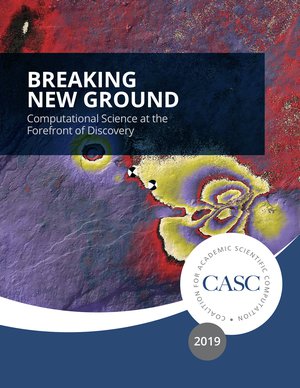 BREAKING
NEW GROUND
Computational Science at the
Forefront of Discovery
COALITION FOR ACADEMIC SCIENTIFIC COMPUTATION
CASC
2019